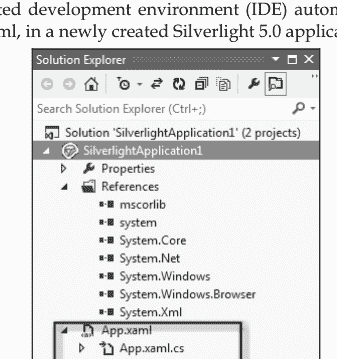 ted development environment (IDE) autom
ml, in a newly created Silverlight 5.0 applica
Solution Explorer
Search Solution Explorer (Ctrl+;)
Solution 'SilverlightApplication1' (2 projects)
SilverlightApplication1
Properties
References
mscorlib
system
System.Core
System.Net
System.Windows
System.Windows.Browser
System.Xml
App.xaml
App.xaml.cs